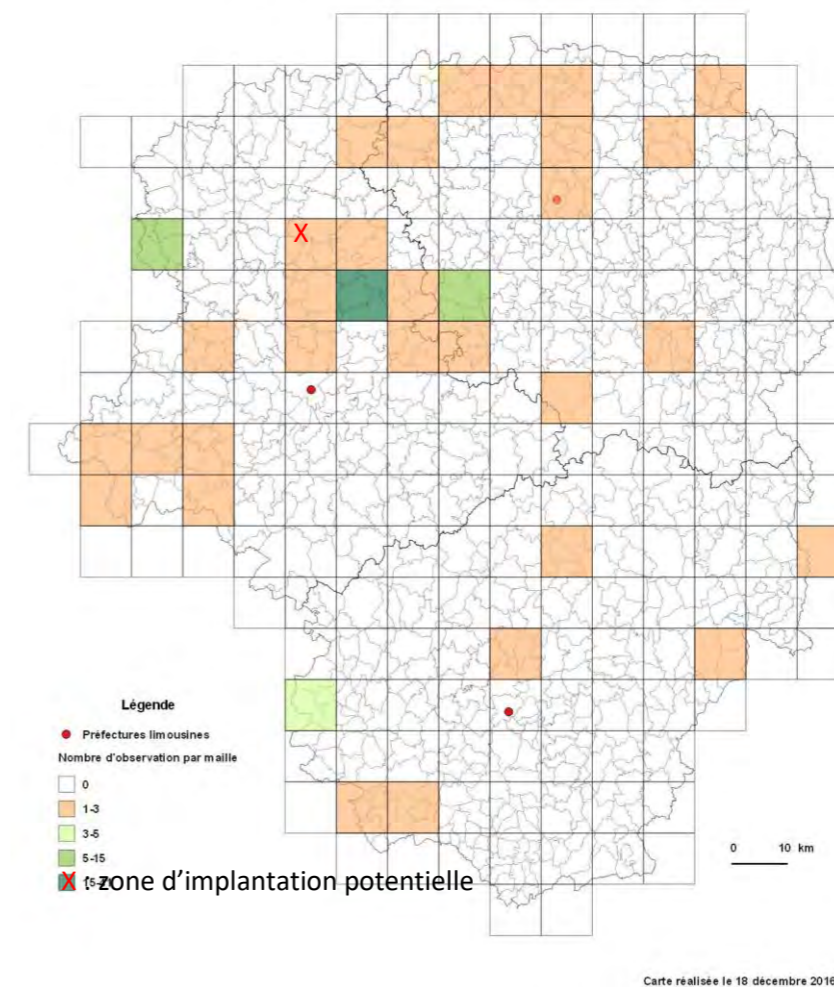 X
Légende
Préfectures limousines
Nombre d'observation par maille
0
1-3
3-5
5-15
X : zone d'implantation potentielle
0 10 km
Carte réalisée le 18 décembre 2016